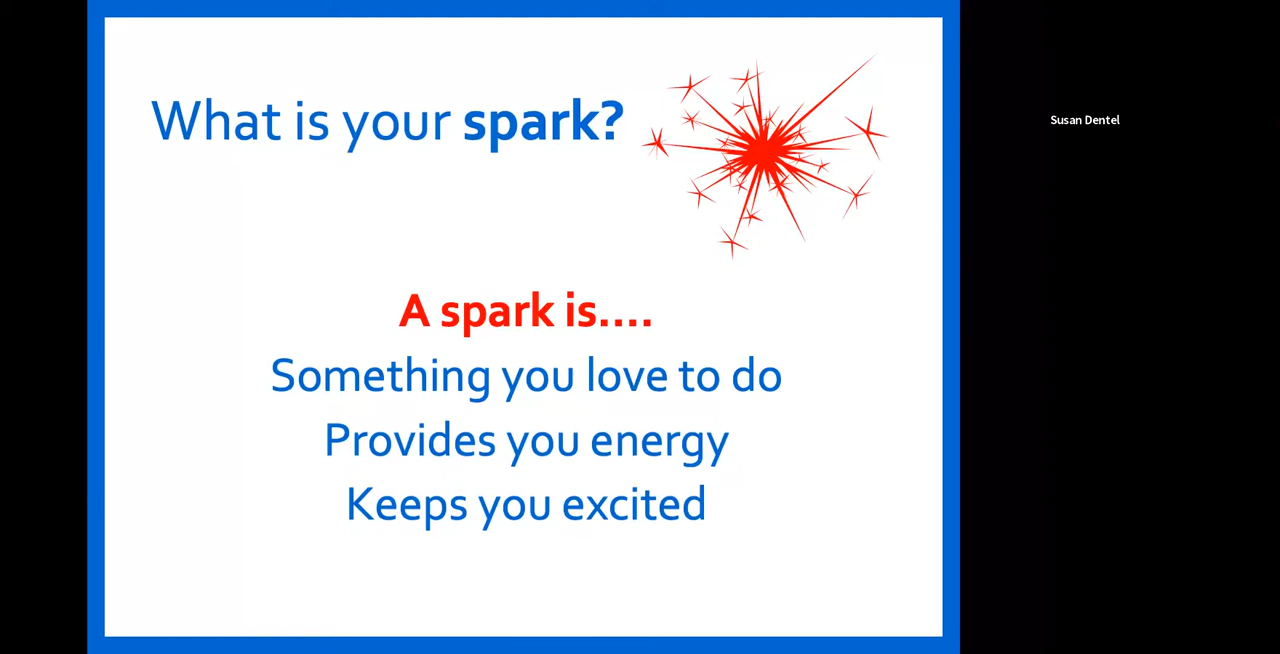 What is your spark?
Susan Dentel
A spark is....
Something you love to do
Provides you energy
Keeps you excited